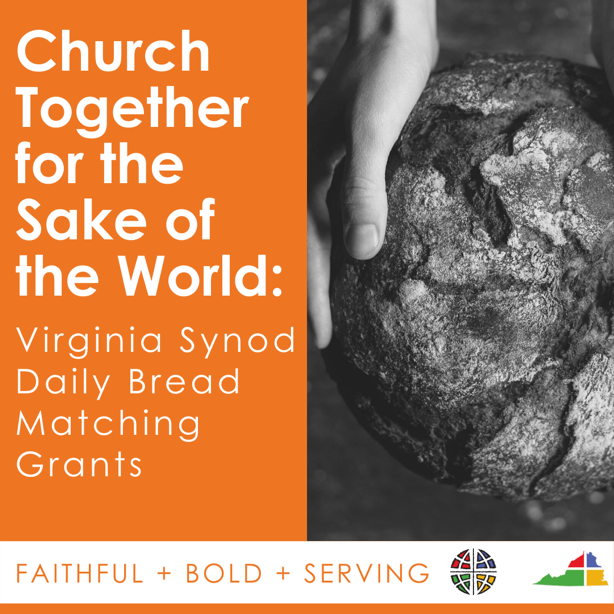 Church
Together
for the
Sake of
the World:
Virginia Synod
Daily Bread
Matching
Grants
FAITHFUL + BOLD + SERVING